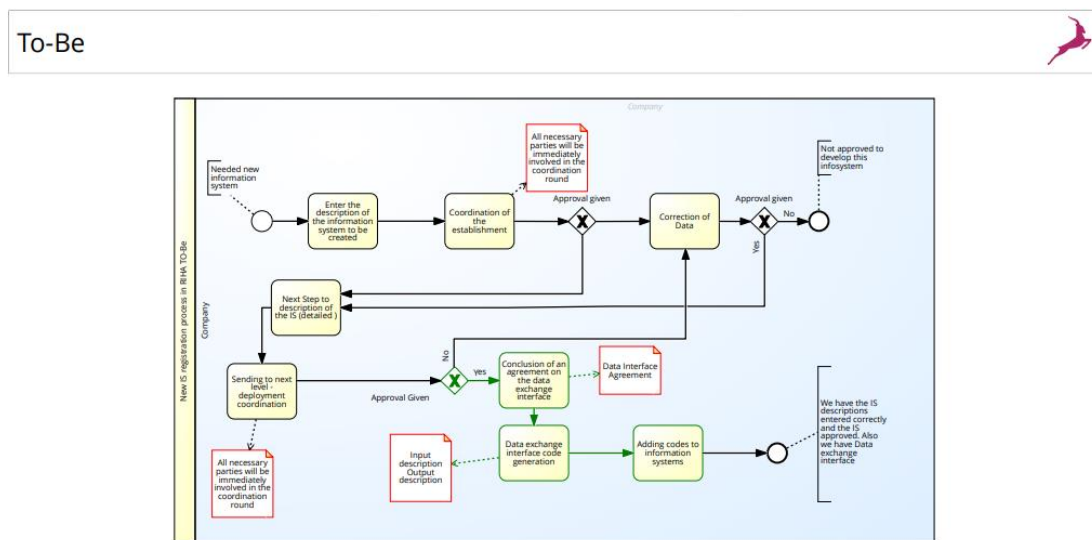 To-Be
Company
New IS registration process in RIHA TO-Be
Company
Needed new
information
system
Enter the
description of
the information
system to be
created
Coordination of
the
establishment
All necessary
parties will be
immediately
involved in the
coordination
round
Approval given
Correction of
Data
Approval given
No
Yes
Not approved to
develop this
infosystem
Next Step to
description of
the IS (detailed )
Sending to next
level -
deployment
coordination
All necessary
parties will be
immediately
involved in the
coordination
round
Approval Given
No
Yes
Conclusion of an
agreement on
the data
exchange
interface
Data Interface
Agreement
Data exchange
interface code
generation
Input
description
Output
description
Adding codes to
information
systems
We have the IS
descriptions
entered correctly
and the IS
approved. Also
we have Data
exchange
interface